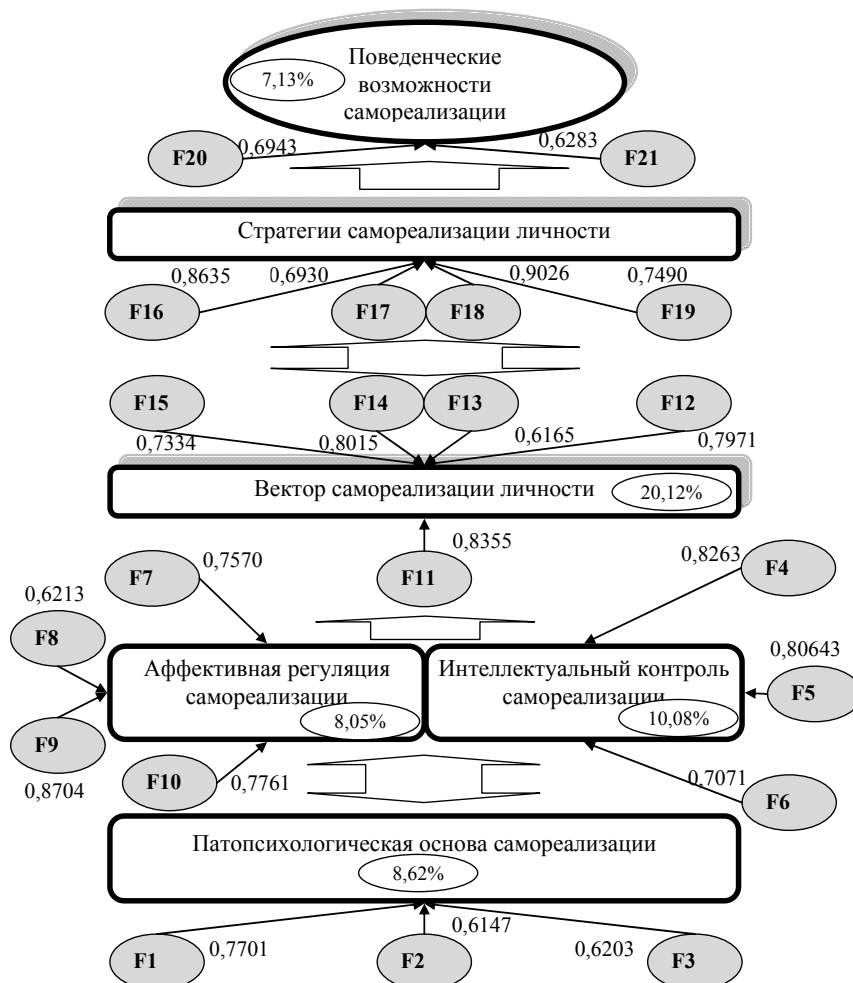 Поведенческие
7,13%
возможности
самореализации
0,6943
0,6283
F20
F21
Стратегии самореализации личности
0,8635
0,6930
0,9026
0,7490
F16
F17
F18
F19
F15
F14
F13
F12
0,7334
0,8015
0,6165
0,7971
Вектор самореализации личности
20,12%
0,7570
0,8355
0,8263
F7
F11
F4
0,6213
F8
0,80643
Аффективная регуляция
самореализации
8,05%
Интеллектуальный контроль
самореализации
10,08%
F5
F9
0,8704
F10
0,7761
0,7071
F6
Патопсихологическая основа самореализации
8,62%
0,7701
0,6147
0,6203
F1
F2
F3